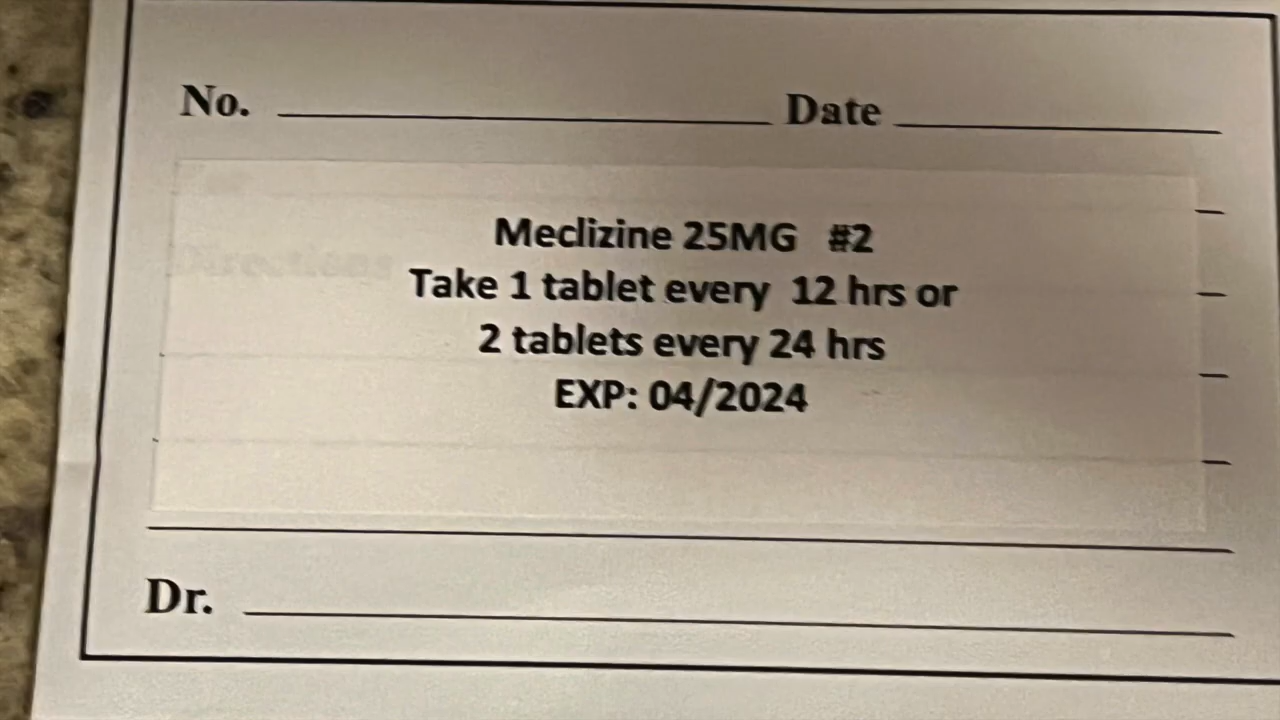 No. Date
Meclizine 25MG #2
Directions
Take 1 tablet every 12 hrs or
2 tablets every 24 hrs
EXP: 04/2024
Dr.